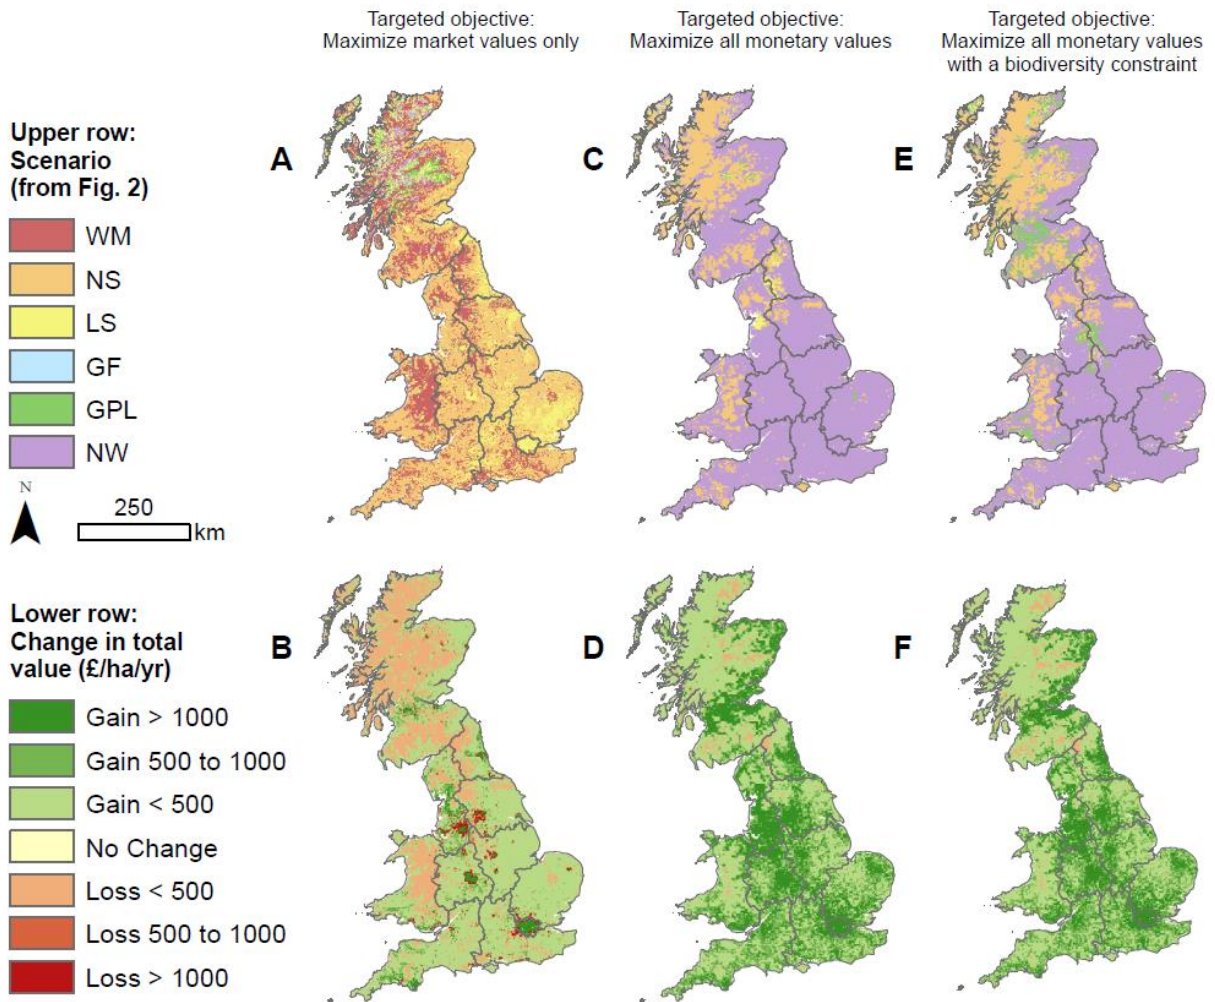 Targeted objective:
Maximize market values only
Targeted objective:
Maximize all monetary values
Targeted objective:
Maximize all monetary values
with a biodiversity constraint
Upper row:
Scenario
(from Fig. 2)
WM
NS
LS
GF
GPL
NW
N
250
km
A
C
E
Lower row:
Change in total
value (£/ha/yr)
Gain > 1000
Gain 500 to 1000
Gain < 500
No Change
Loss < 500
Loss 500 to 1000
Loss > 1000
B
D
F